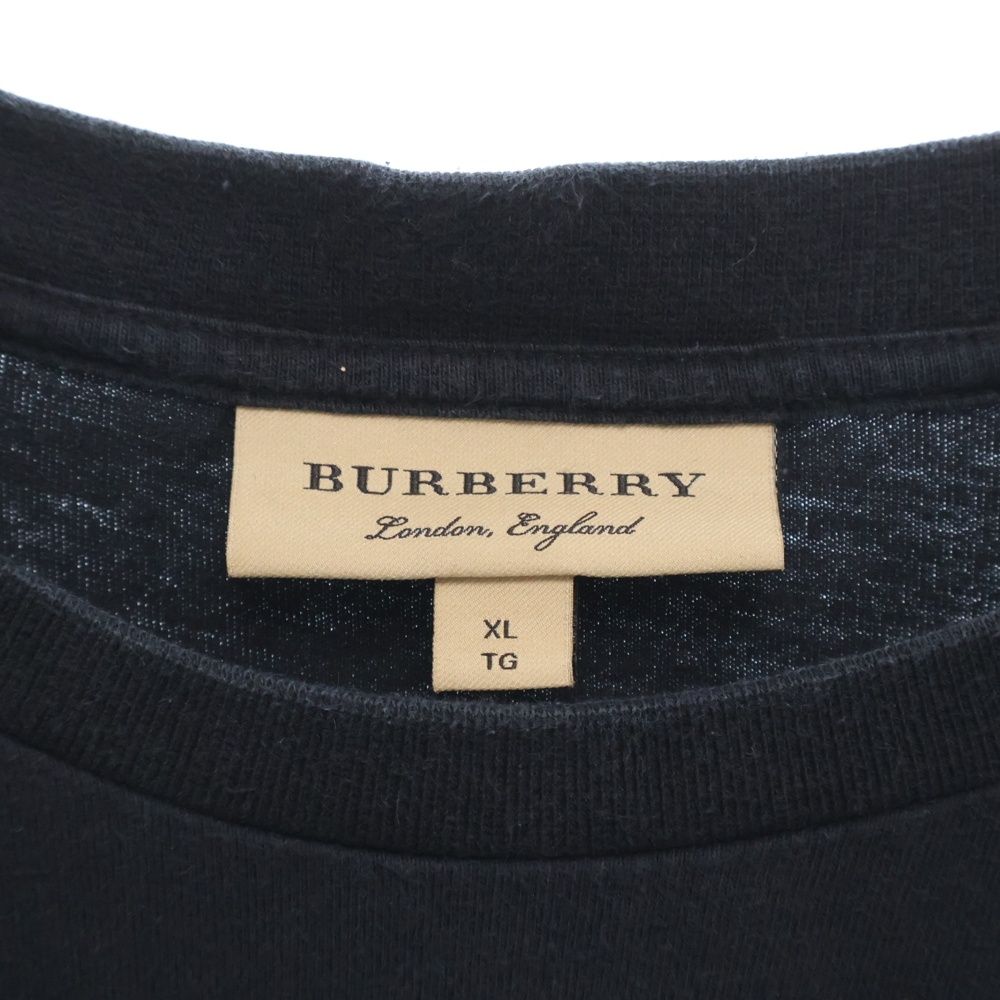 BURBERRY
London, England
XL
TG